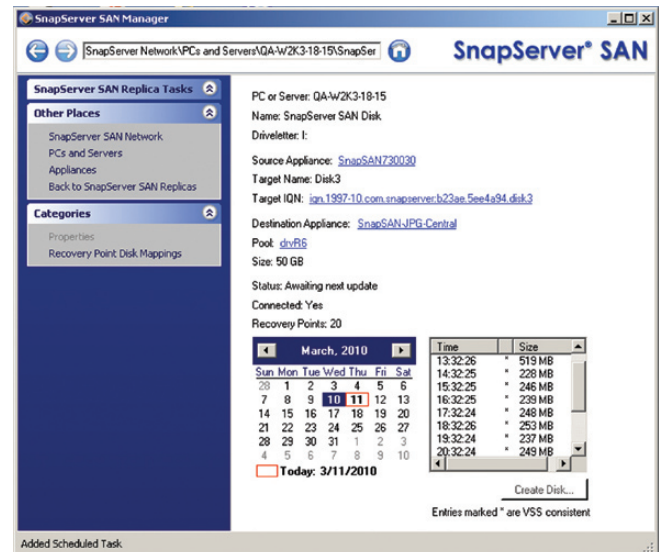 SnapServer SAN Manager
SnapServer Network\PCs and Servers\QA-W2K3-18-15\SnapSer
SnapServer® SAN
SnapServer SAN Replica Tasks
Other Places
SnapServer SAN Network
PCs and Servers
Appliances
Back to SnapServer SAN Replicas
Categories
Properties
Recovery Point Disk Mappings
PC or Server: QA-W2K3-18-15
Name: SnapServer SAN Disk
Driveletter: I:
Source Appliance: SnapSAN730030
Target Name: Disk3
Target IQN: iqn.1997-10.com.snapserver:b23ae.5ee4a94.disk3
Destination Appliance: SnapSAN-JPG-Central
Pool: drvR6
Size: 50 GB
Status: Awaiting next update
Connected: Yes
Recovery Points: 20
March, 2010
Sun Mon Tue Wed Thu Fri Sat
28 1 2 3 4 5 6
7 8 9 10 11 12 13
14 15 16 17 18 19 20
21 22 23 24 25 26 27
28 29 30 31 1 2 3
4 5 6 7 8 9 10
Today: 3/11/2010
Time Size
13:32:26 * 519 MB
14:32:25 * 228 MB
15:32:25 * 246 MB
16:32:25 * 239 MB
17:32:24 * 248 MB
18:32:26 * 253 MB
19:32:24 * 237 MB
20:32:24 * 249 MB
Create Disk...
Entries marked * are VSS consistent
Added Scheduled Task